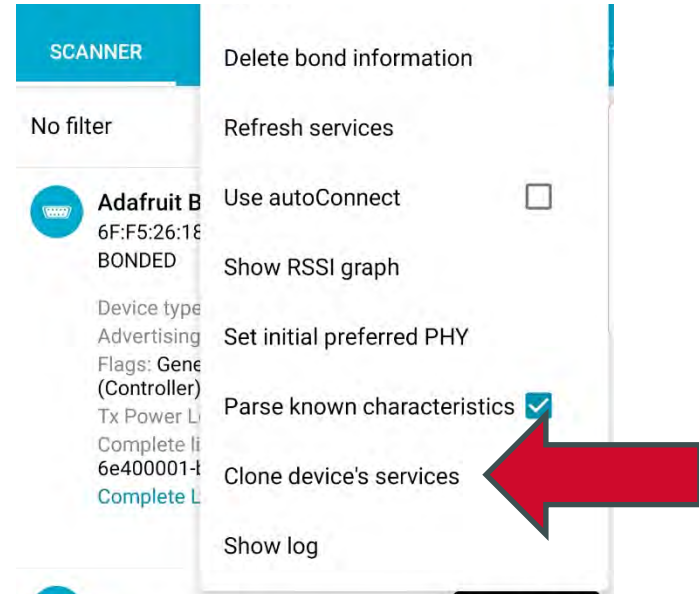 SCANNER
No filter
Adafruit B
6F:F5:26:18
BONDED
Device type
Advertising
Flags: Gene
(Controller)
Tx Power L
Complete li
6e400001-b
Complete L
Delete bond information
Refresh services
Use autoConnect
Show RSSI graph
Set initial preferred PHY
Parse known characteristics
Clone device's services
Show log